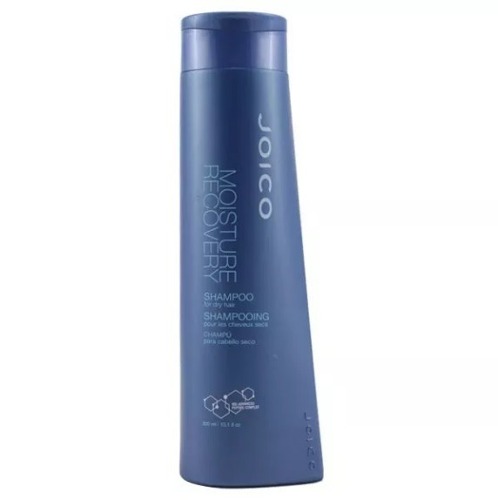 JOICO
MOISTURE
RECOVERY
SHAMPOO
for dry hair
SHAMPOOING
pour les cheveux secs
CHAMPÚ
para cabello seco
300 ml 10.1 fl oz
JOICO